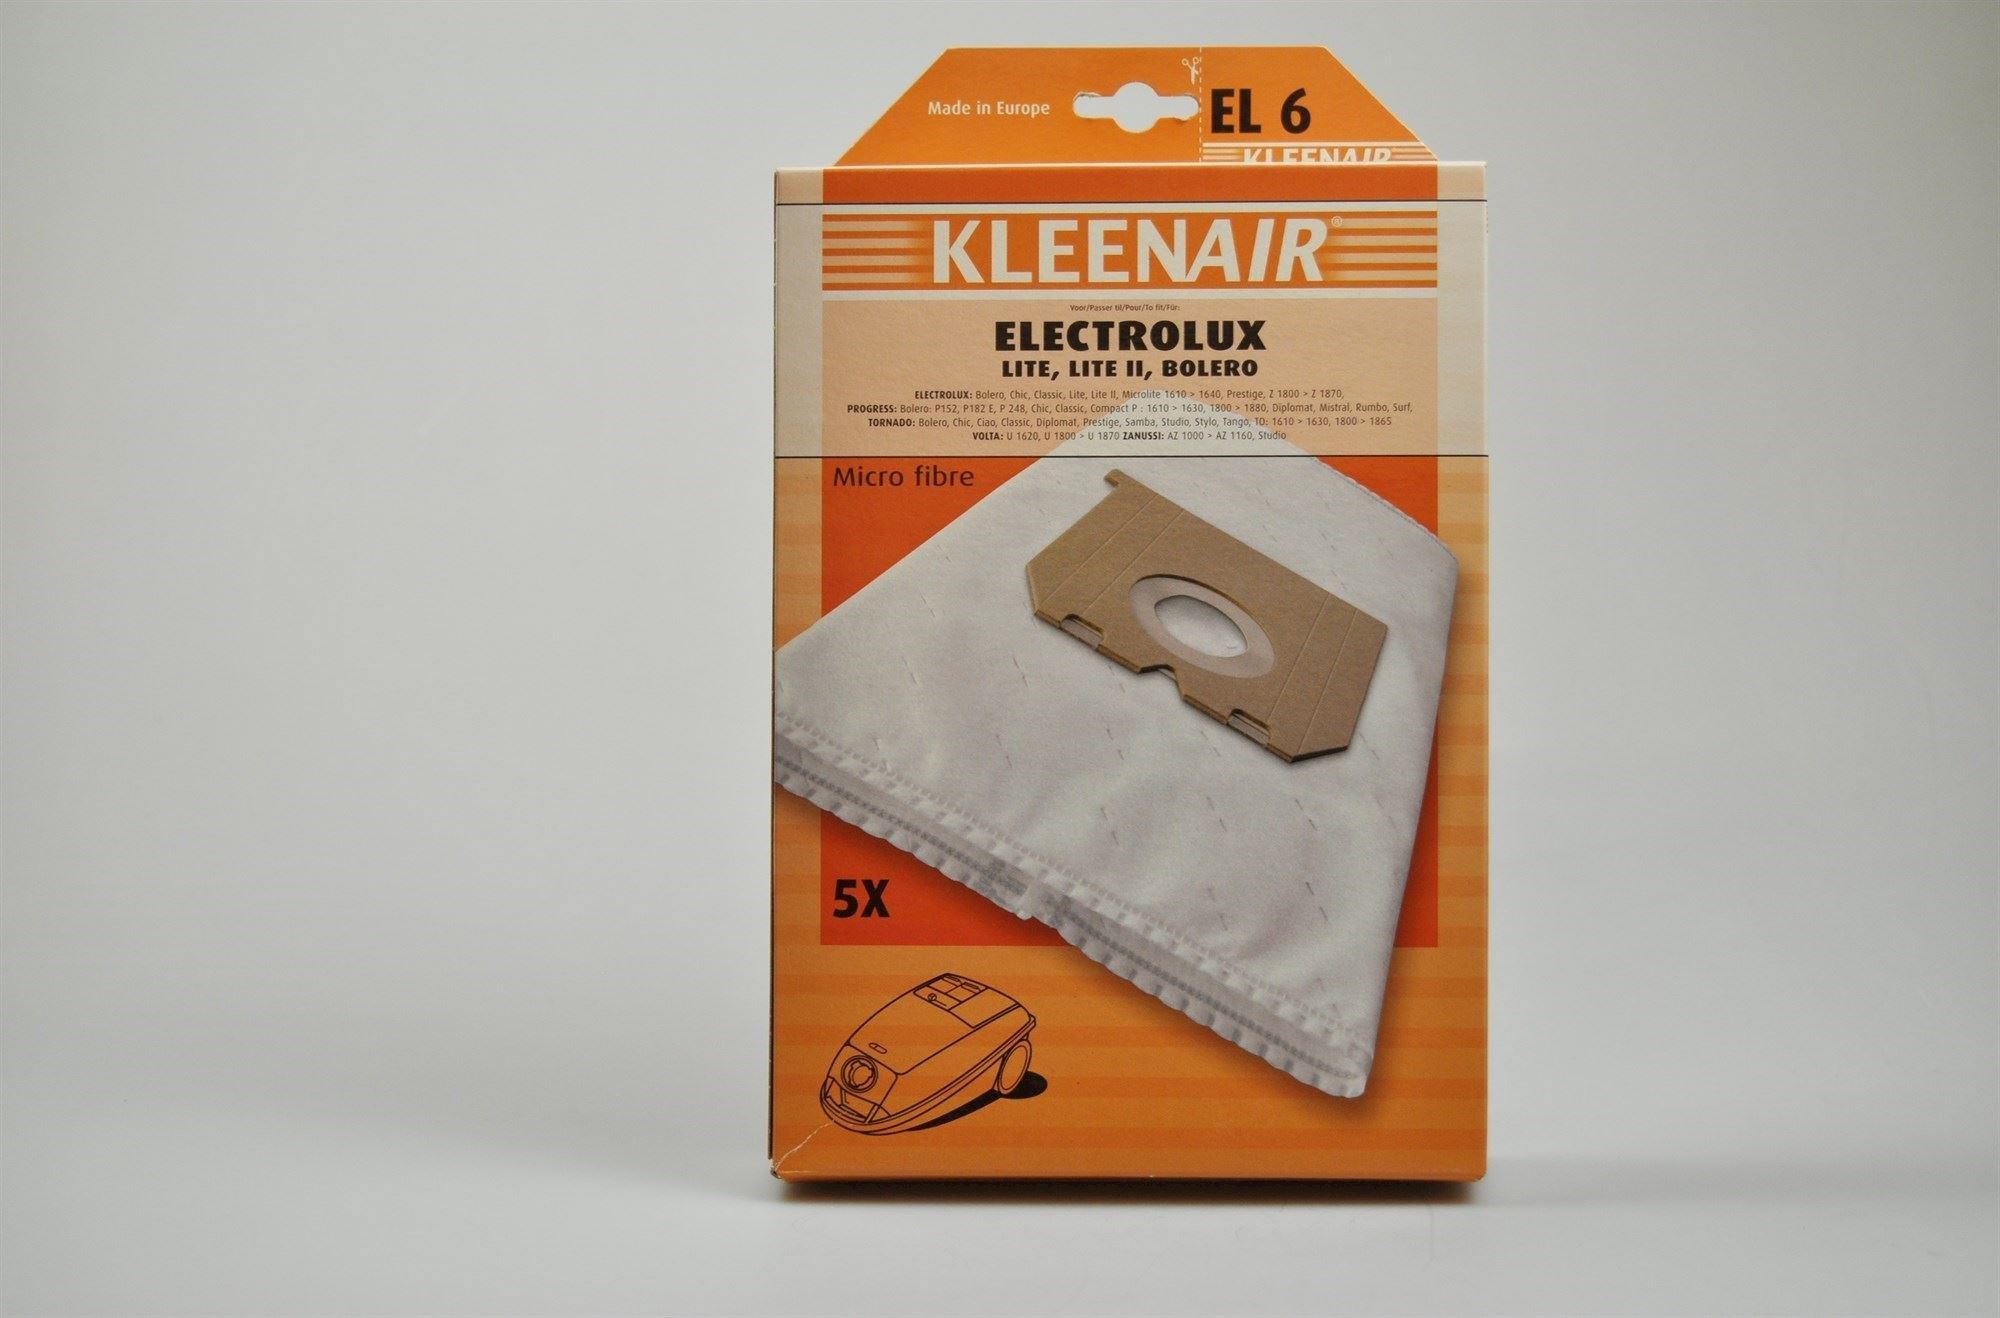 Made in Europe
EL 6
KLEENAIR
KLEENAIR®
Voor/Passer til/Pour/To fit/Für:
ELECTROLUX
LITE, LITE II, BOLERO
ELECTROLUX: Bolero, Chic, Classic, Lite, Lite II, Microlite 1610 > 1640, Prestige, Z 1800 > Z 1870,
PROGRESS: Bolero: P152, P182 E, P 248, Chic, Classic, Compact P : 1610 > 1630, 1800 > 1880, Diplomat, Mistral, Rumbo, Surf,
TORNADO: Bolero, Chic, Ciao, Classic, Diplomat, Prestige, Samba, Studio, Stylo, Tango, TO: 1610 > 1630, 1800 > 1865
VOLTA: U 1620, U 1800 > U 1870 ZANUSSI: AZ 1000 > AZ 1160, Studio
Micro fibre
5X